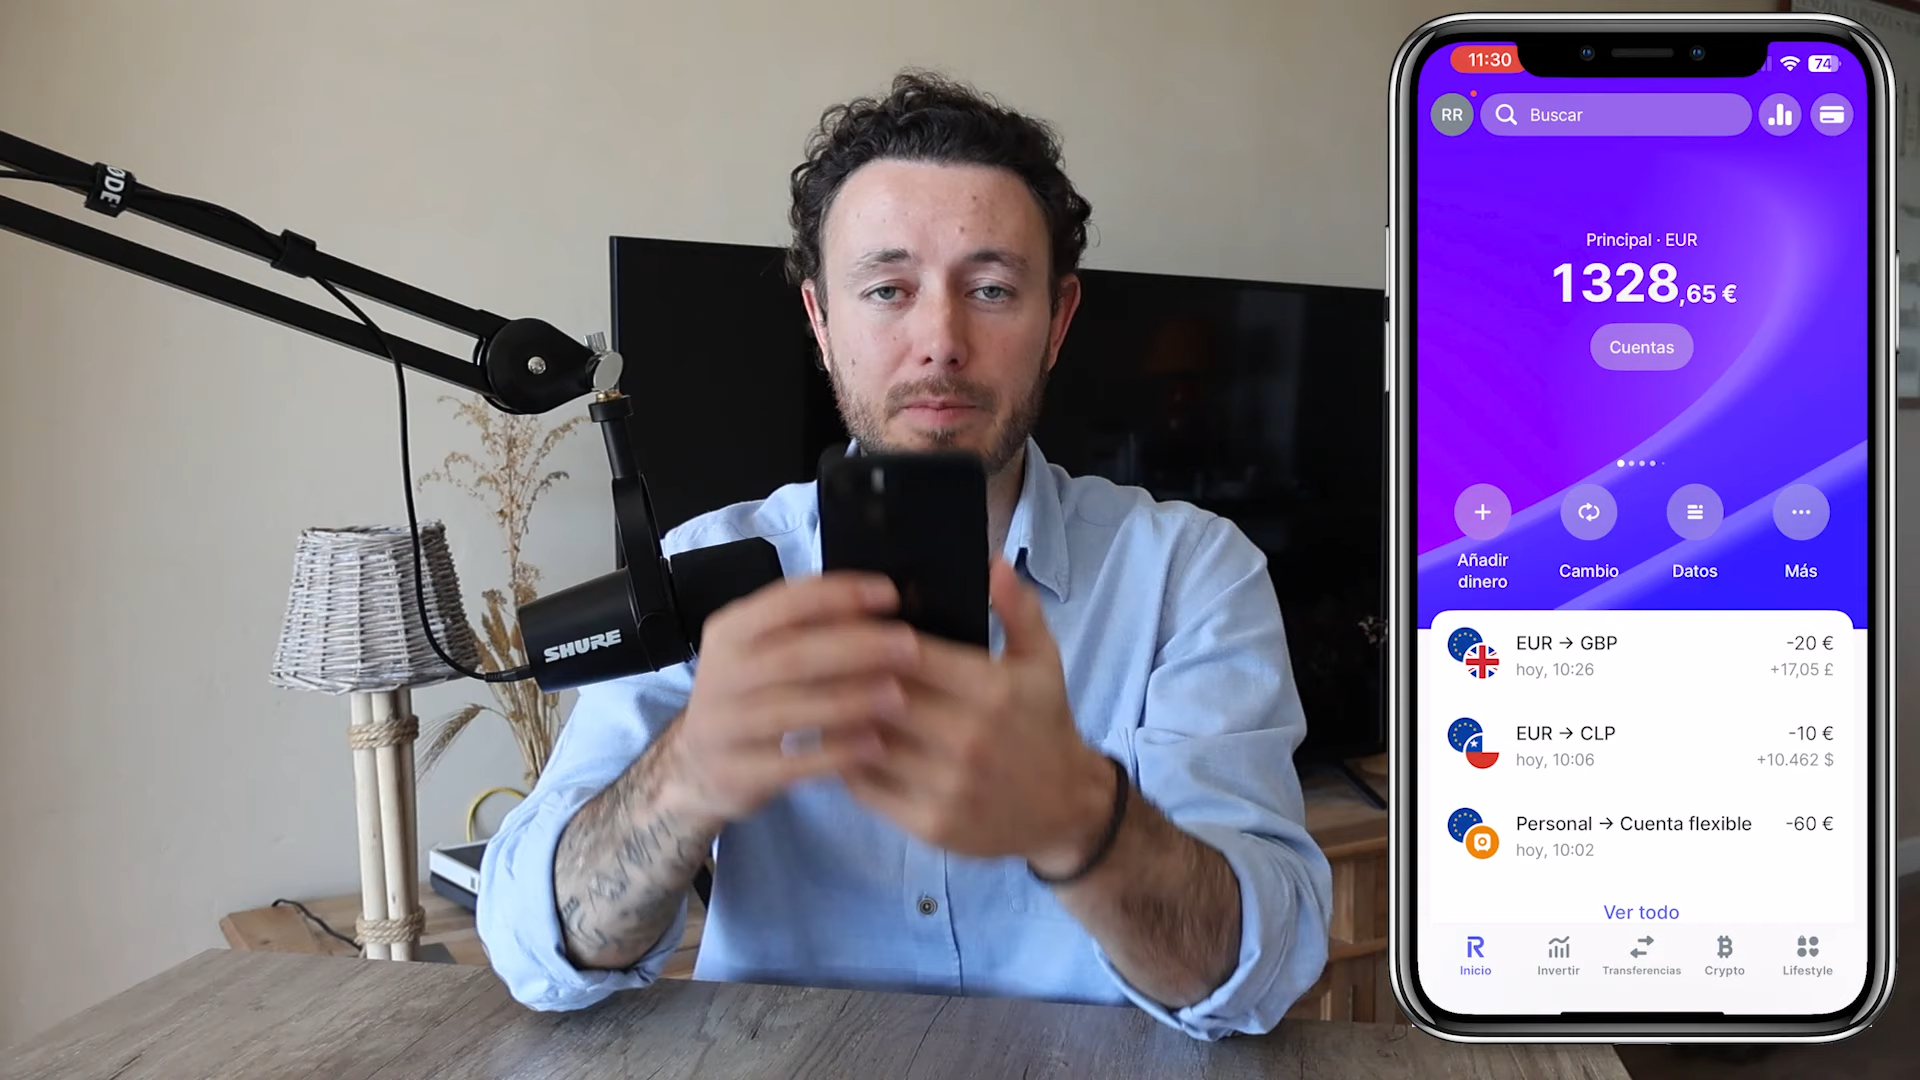 ODE
SHURE
11:30
74
RR
Buscar
Principal · EUR
1328,65 €
Cuentas
Añadir dinero
Cambio
Datos
Más
EUR → GBP
-20 €
hoy, 10:26
+17,05 £
EUR → CLP
-10 €
hoy, 10:06
+10.462 $
Personal → Cuenta flexible
-60 €
hoy, 10:02
Ver todo
Inicio
Invertir
Transferencias
Crypto
Lifestyle